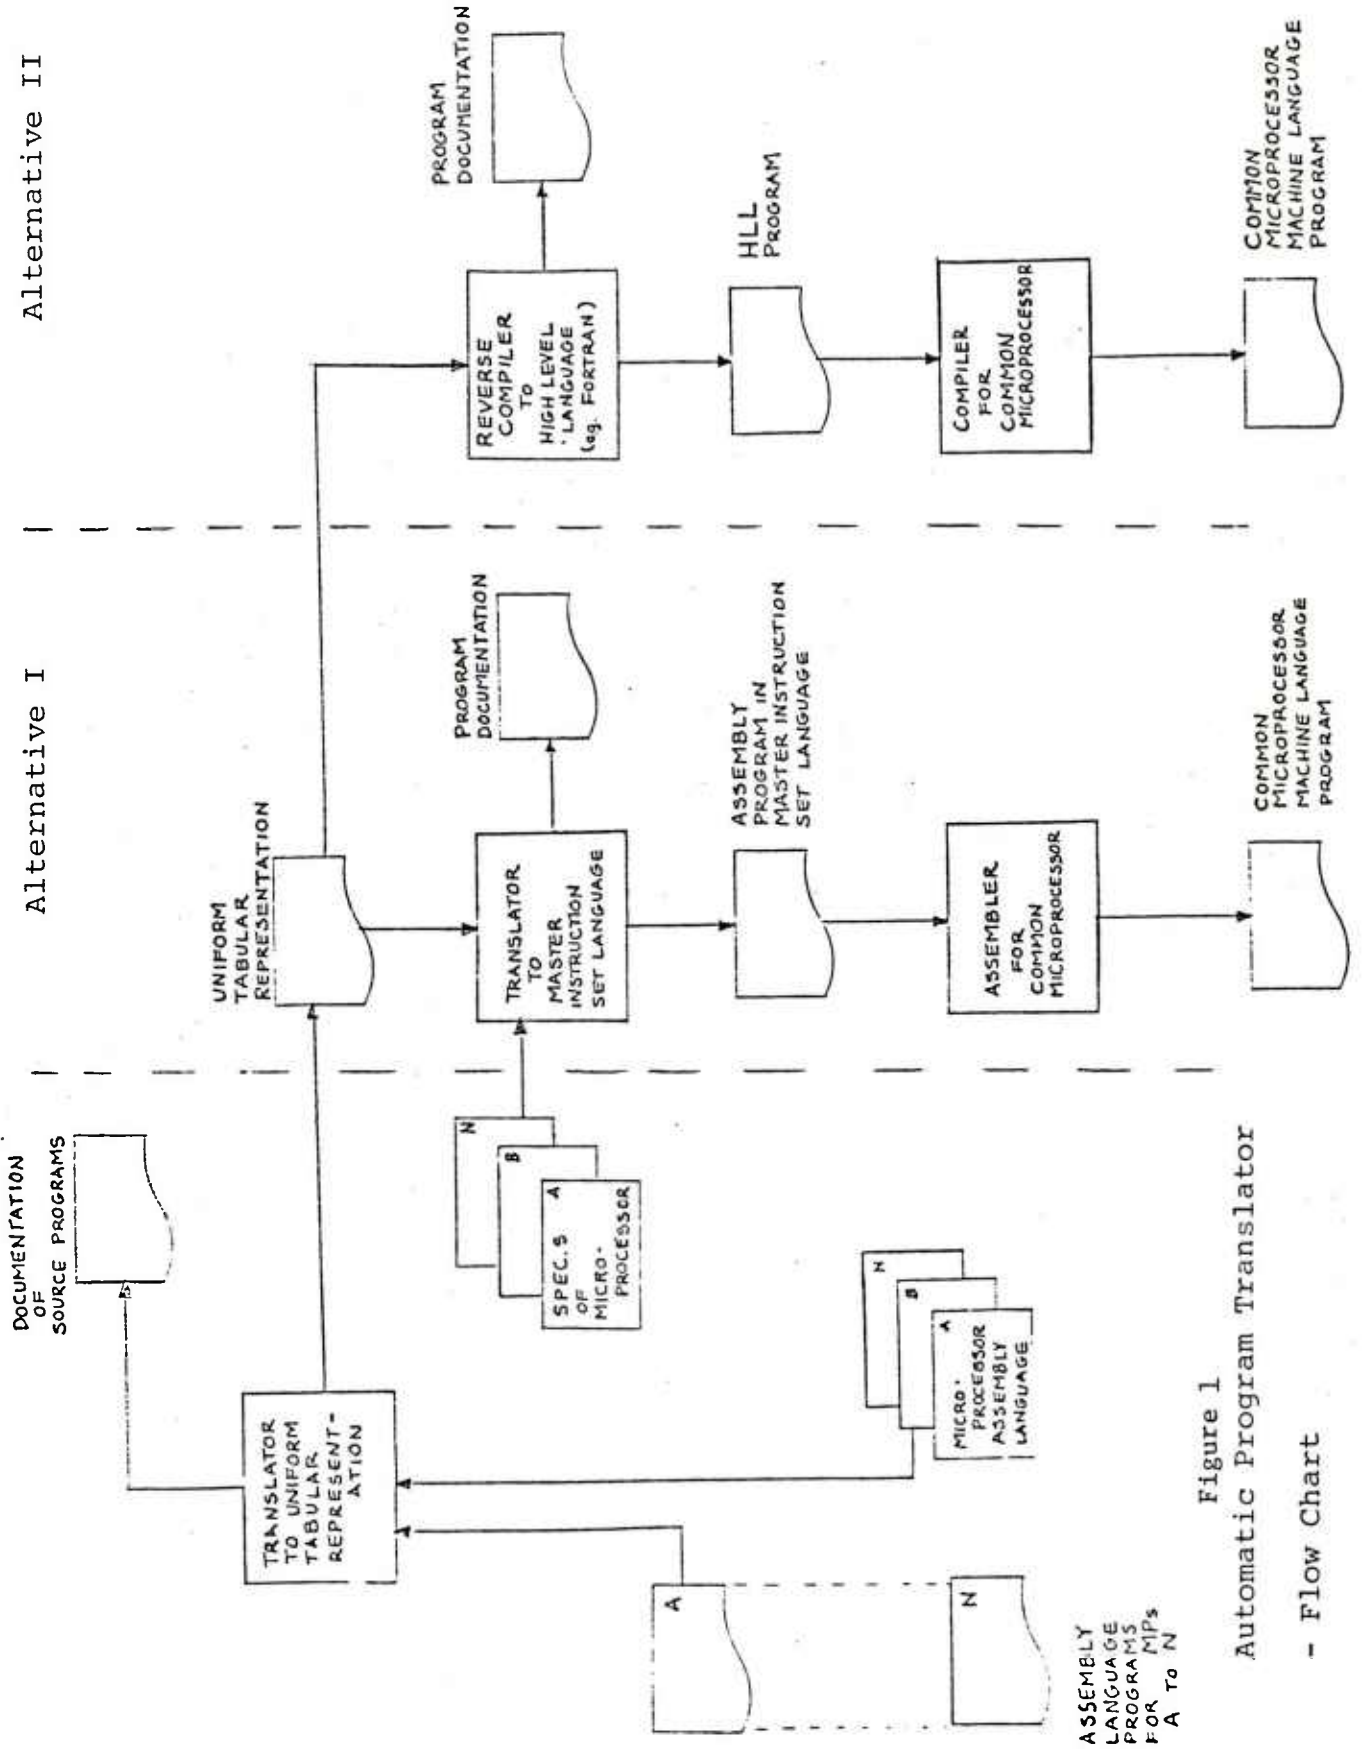 Alternative I
Alternative II
DOCUMENTATION
OF
SOURCE PROGRAMS
UNIFORM
TABULAR
REPRESENTATION
TRANSLATOR
TO UNIFORM
TABULAR
REPRESENT-
ATION
N
B
A
SPEC.S
OF
MICRO-
PROCESSOR
TRANSLATOR
TO
MASTER
INSTRUCTION
SET LANGUAGE
PROGRAM
DOCUMENTATION
REVERSE
COMPILER
TO
HIGH LEVEL
LANGUAGE
(eg. FORTRAN)
PROGRAM
DOCUMENTATION
A
N
ASSEMBLY
LANGUAGE
PROGRAMS
FOR MPs
A TO N
N
B
A
MICRO-
PROCESSOR
ASSEMBLY
LANGUAGE
ASSEMBLY
PROGRAM IN
MASTER INSTRUCTION
SET LANGUAGE
HLL
PROGRAM
ASSEMBLER
FOR
COMMON
MICROPROCESSOR
COMPILER
FOR
COMMON
MICROPROCESSOR
COMMON
MICROPROCESSOR
MACHINE LANGUAGE
PROGRAM
COMMON
MICROPROCESSOR
MACHINE LANGUAGE
PROGRAM
Figure 1
Automatic Program Translator
- Flow Chart